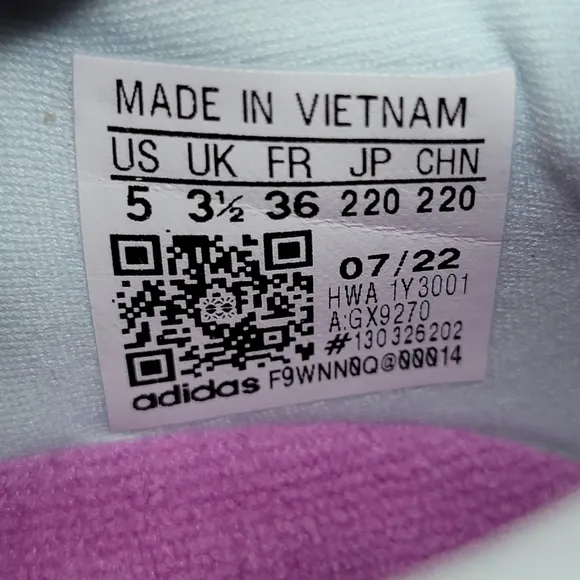 MADE IN VIETNAM
US UK FR JP CHN
5 3½ 36 220 220
07/22
HWA 1Y3001
A:GX9270
#130326202
adidas F9WNN0Q@00014